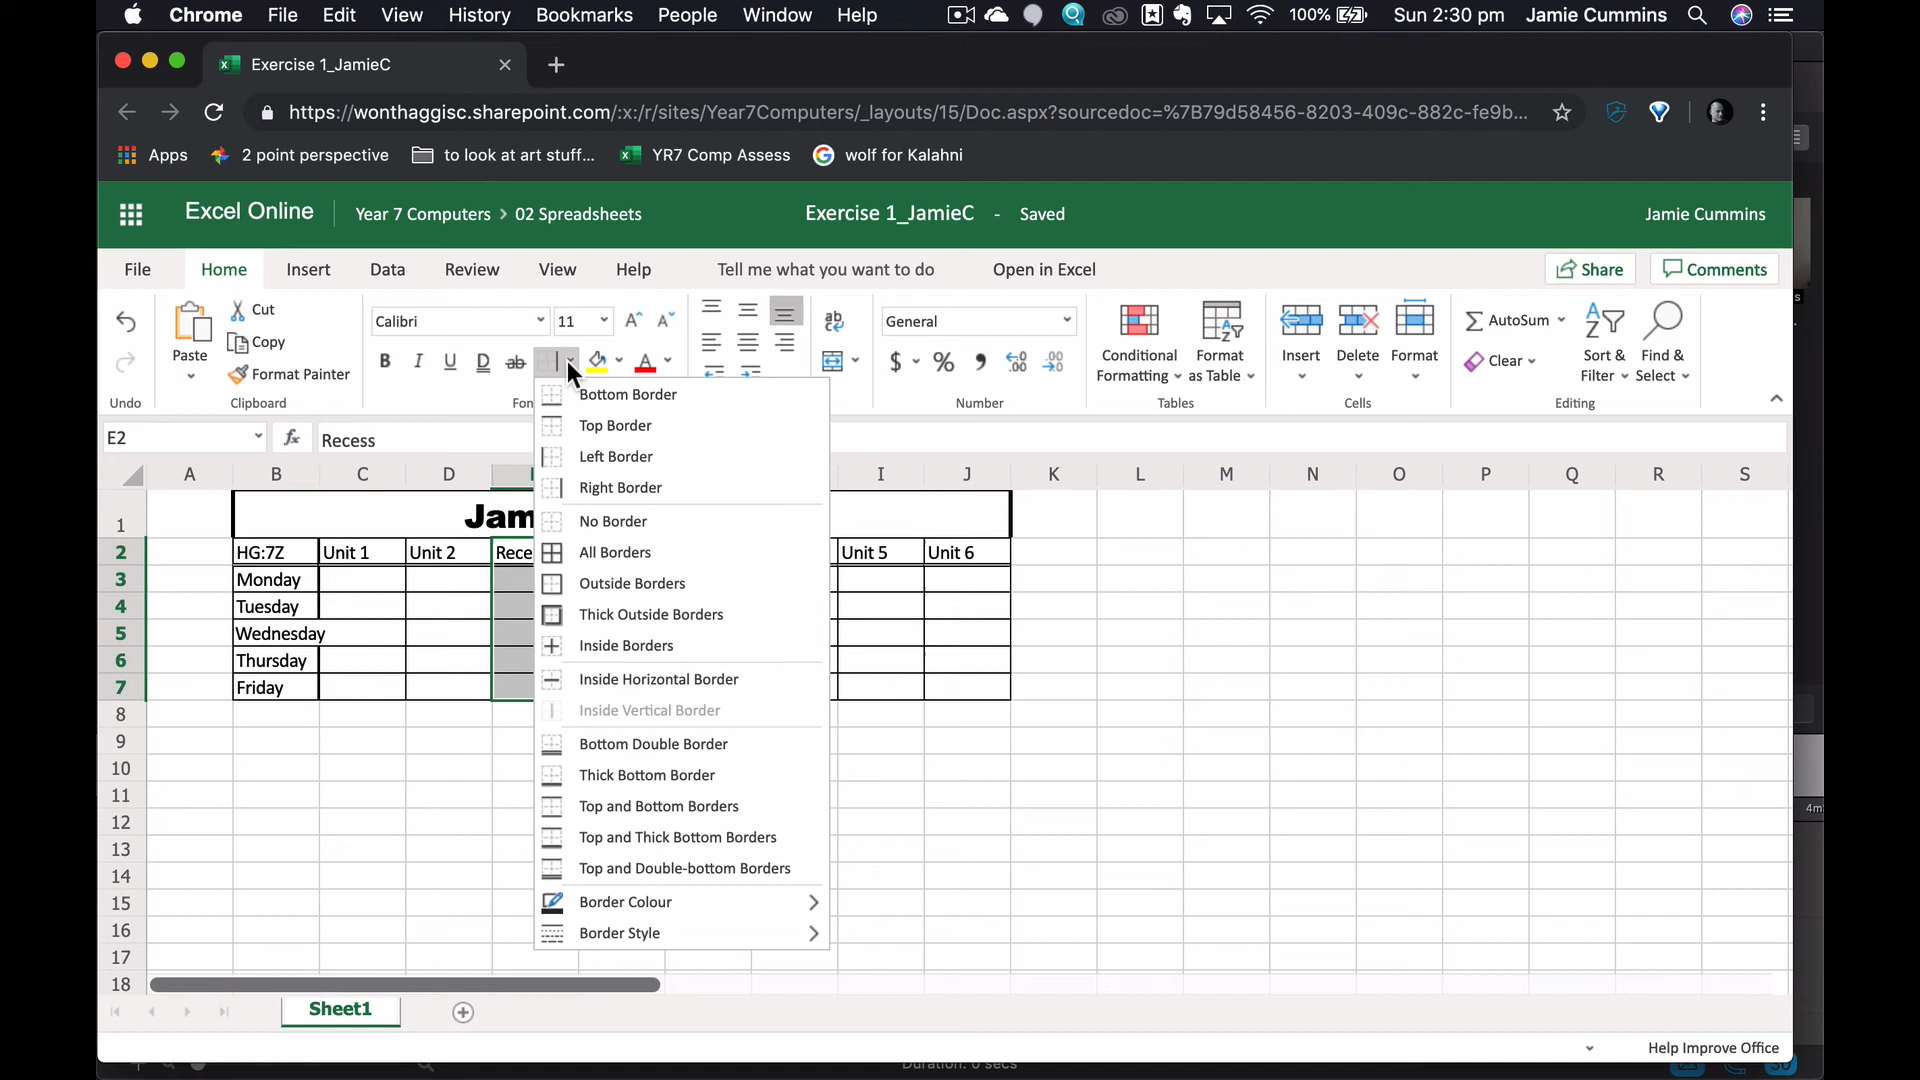 Chrome File Edit View History Bookmarks People Window Help 100% Sun 2:30 pm Jamie Cummins
Exercise 1_JamieC
https://wonthaggisc.sharepoint.com/:x:/r/sites/Year7Computers/_layouts/15/Doc.aspx?sourcedoc=%7B79d58456-8203-409c-882c-fe9b...
Apps 2 point perspective to look at art stuff... YR7 Comp Assess wolf for Kalahni
Excel Online Year 7 Computers > 02 Spreadsheets Exercise 1_JamieC - Saved Jamie Cummins
File Home Insert Data Review View Help Tell me what you want to do Open in Excel Share Comments
Cut
Calibri 11 General AutoSum
Copy
Paste Conditional Format Insert Delete Format Clear Sort & Find &
Format Painter Formatting as Table Filter Select
Undo Clipboard Fon Number Tables Cells Editing
E2 fx Recess
A B C D I J K L M N O P Q R S
1 Jam
2 HG:7Z Unit 1 Unit 2 Rece Unit 5 Unit 6
3 Monday
4 Tuesday
5 Wednesday
6 Thursday
7 Friday
8
9
10
11
12
13
14
15
16
17
18
Bottom Border
Top Border
Left Border
Right Border
No Border
All Borders
Outside Borders
Thick Outside Borders
Inside Borders
Inside Horizontal Border
Inside Vertical Border
Bottom Double Border
Thick Bottom Border
Top and Bottom Borders
Top and Thick Bottom Borders
Top and Double-bottom Borders
Border Colour
Border Style
Sheet1
Help Improve Office
Duration: 0 secs